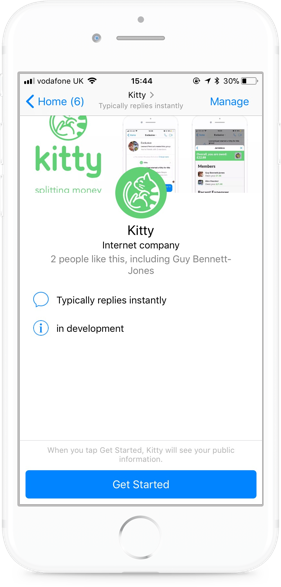 vodafone UK
15:44
30%
Home (6)
Kitty
Typically replies instantly
Manage
kitty
splitting money
Members
Kitty
Internet company
2 people like this, including Guy Bennett-
Jones
Typically replies instantly
in development
When you tap Get Started, Kitty will see your public
information.
Get Started